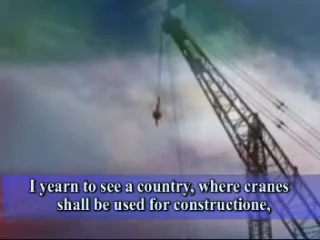 I yearn to see a country, where cranes
shall be used for constructione,